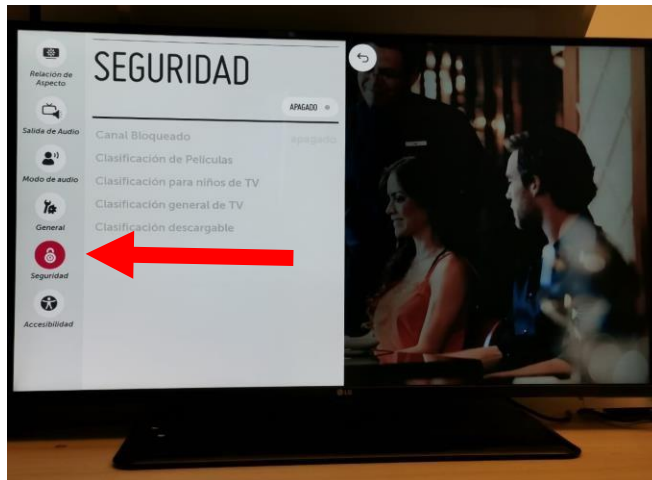 SEGURIDAD
APAGADO
Relación de
Aspecto
Salida de Audio
Modo de audio
General
Seguridad
Accesibilidad
Canal Bloqueado
apagado
Clasificación de Películas
Clasificación para niños de TV
Clasificación general de TV
Clasificación descargable
LG